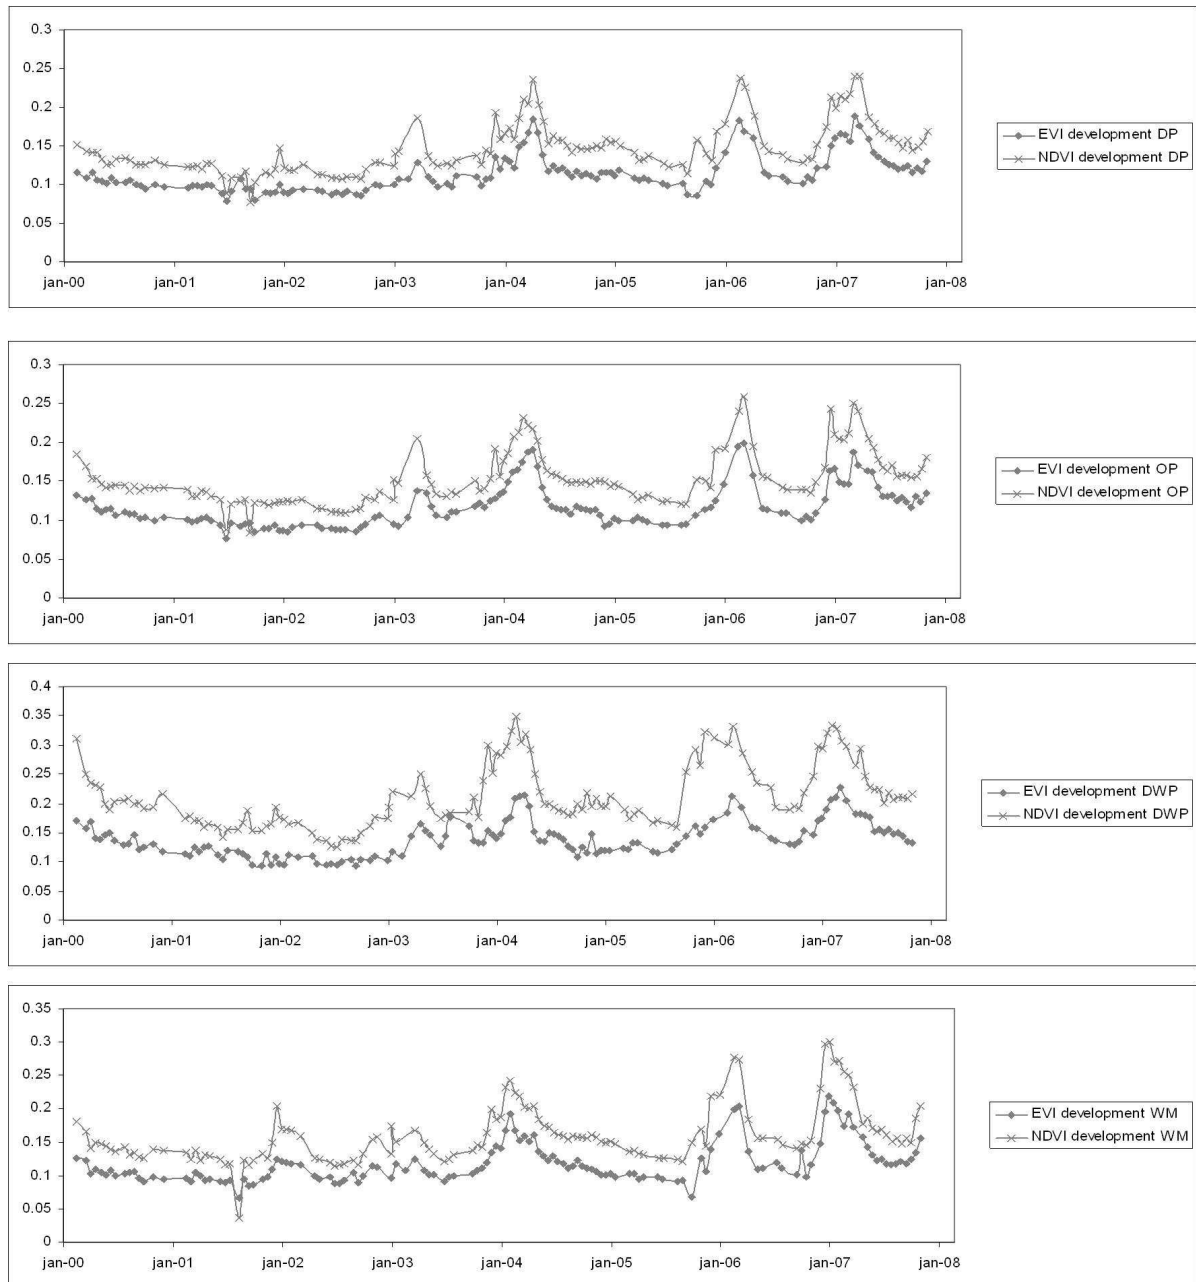 0.3
0.25
0.2
0.15
0.1
0.05
0
jan-00 jan-01 jan-02 jan-03 jan-04 jan-05 jan-06 jan-07 jan-08
EVI development DP
NDVI development DP
0.3
0.25
0.2
0.15
0.1
0.05
0
jan-00 jan-01 jan-02 jan-03 jan-04 jan-05 jan-06 jan-07 jan-08
EVI development OP
NDVI development OP
0.4
0.35
0.3
0.25
0.2
0.15
0.1
0.05
0
jan-00 jan-01 jan-02 jan-03 jan-04 jan-05 jan-06 jan-07 jan-08
EVI development DWP
NDVI development DWP
0.35
0.3
0.25
0.2
0.15
0.1
0.05
0
jan-00 jan-01 jan-02 jan-03 jan-04 jan-05 jan-06 jan-07 jan-08
EVI development WM
NDVI development WM